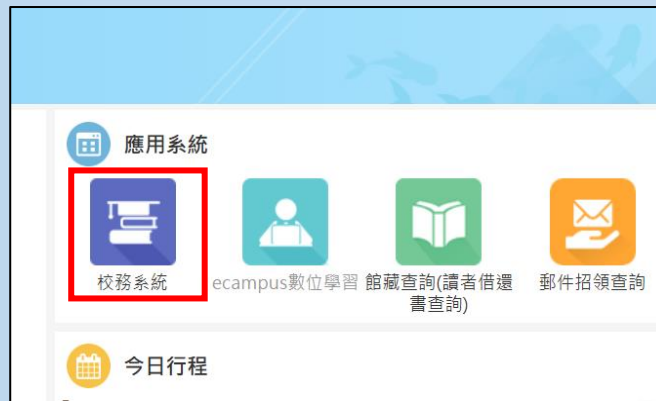 應用系統
校務系統
ecampus數位學習
館藏查詢(讀者借還
書查詢)
郵件招領查詢
今日行程